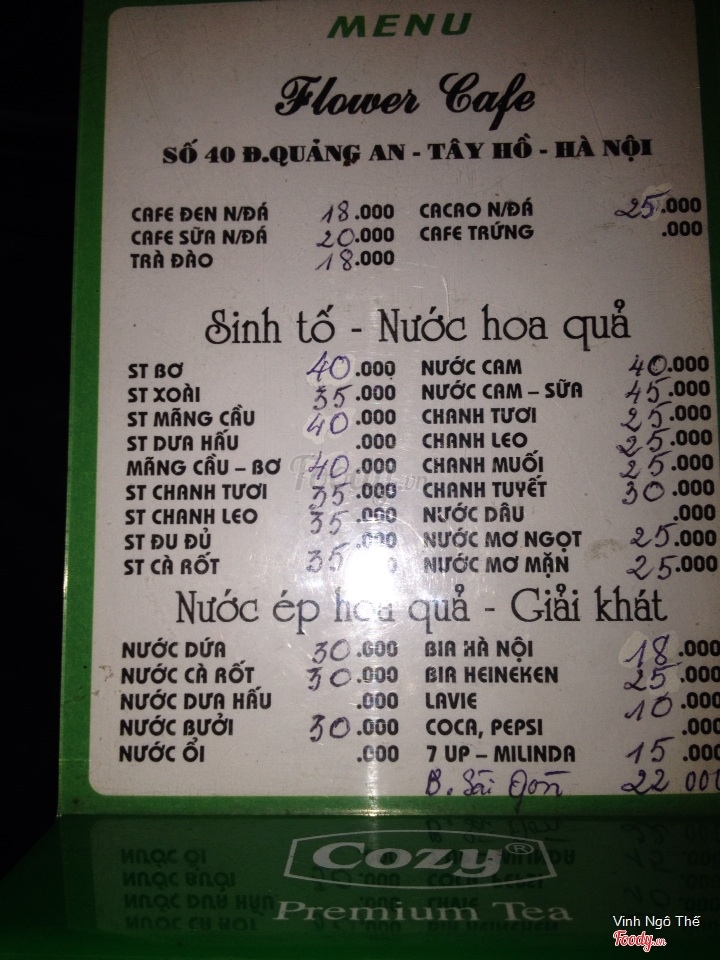 MENU
Flower Cafe
SỐ 40 Đ.QUẢNG AN - TÂY HỒ - HÀ NỘI
CAFE ĐEN N/ĐÁ 18.000 CACAO N/ĐÁ 25.000
CAFE SỮA N/ĐÁ 20.000 CAFE TRỨNG .000
TRÀ ĐÀO 18.000
Sinh tố - Nước hoa quả
ST BƠ 40.000 NƯỚC CAM 40.000
ST XOÀI 35.000 NƯỚC CAM – SỮA 45.000
ST MÃNG CẦU 40.000 CHANH TƯƠI 25.000
ST DƯA HẤU .000 CHANH LEO 25.000
MÃNG CẦU – BƠ 40.000 CHANH MUỐI 25.000
ST CHANH TƯƠI 35.000 CHANH TUYẾT 30.000
ST CHANH LEO 35.000 NƯỚC DÂU .000
ST ĐU ĐỦ .000 NƯỚC MƠ NGỌT 25.000
ST CÀ RỐT 35.000 NƯỚC MƠ MẶN 25.000
Nước ép hoa quả - Giải khát
NƯỚC DỨA 30.000 BIA HÀ NỘI 18.000
NƯỚC CÀ RỐT 30.000 BIA HEINEKEN 25.000
NƯỚC DƯA HẤU .000 LAVIE 10.000
NƯỚC BƯỞI 30.000 COCA, PEPSI .000
NƯỚC ỔI .000 7 UP – MILINDA 15.000
B. Sài Gòn 22 000
Cozy®
Premium Tea
Vinh Ngô Thế
Foody.vn